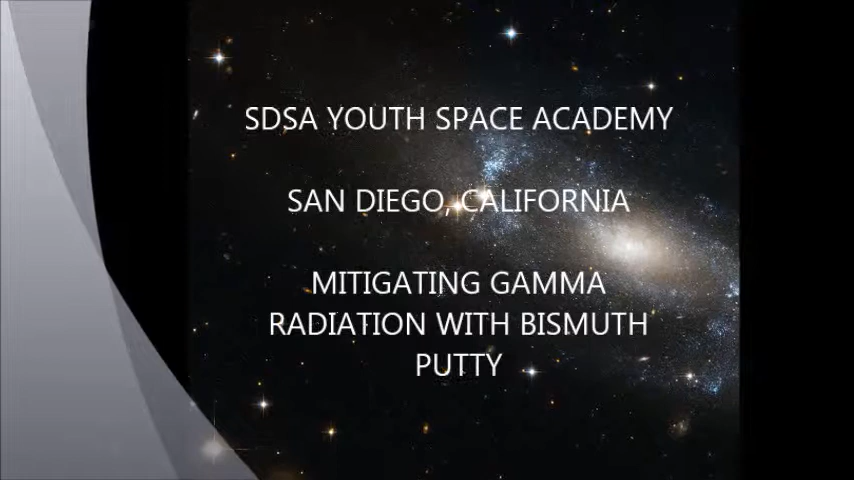 SDSA YOUTH SPACE ACADEMY
SAN DIEGO, CALIFORNIA
MITIGATING GAMMA
RADIATION WITH BISMUTH
PUTTY